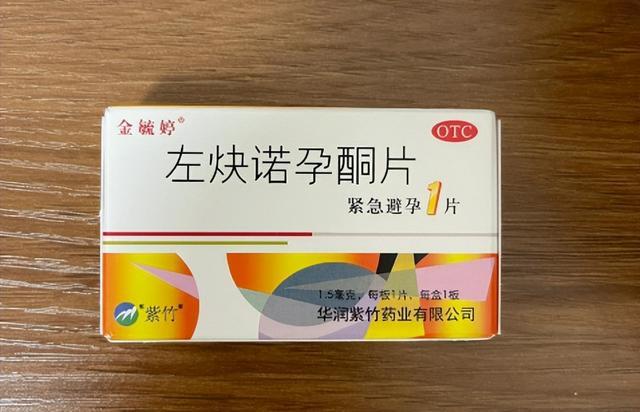 金毓婷®
OTC
左炔诺孕酮片
紧急避孕1片
1.5毫克，每板1片，每盒1板
"紫竹"
华润紫竹药业有限公司